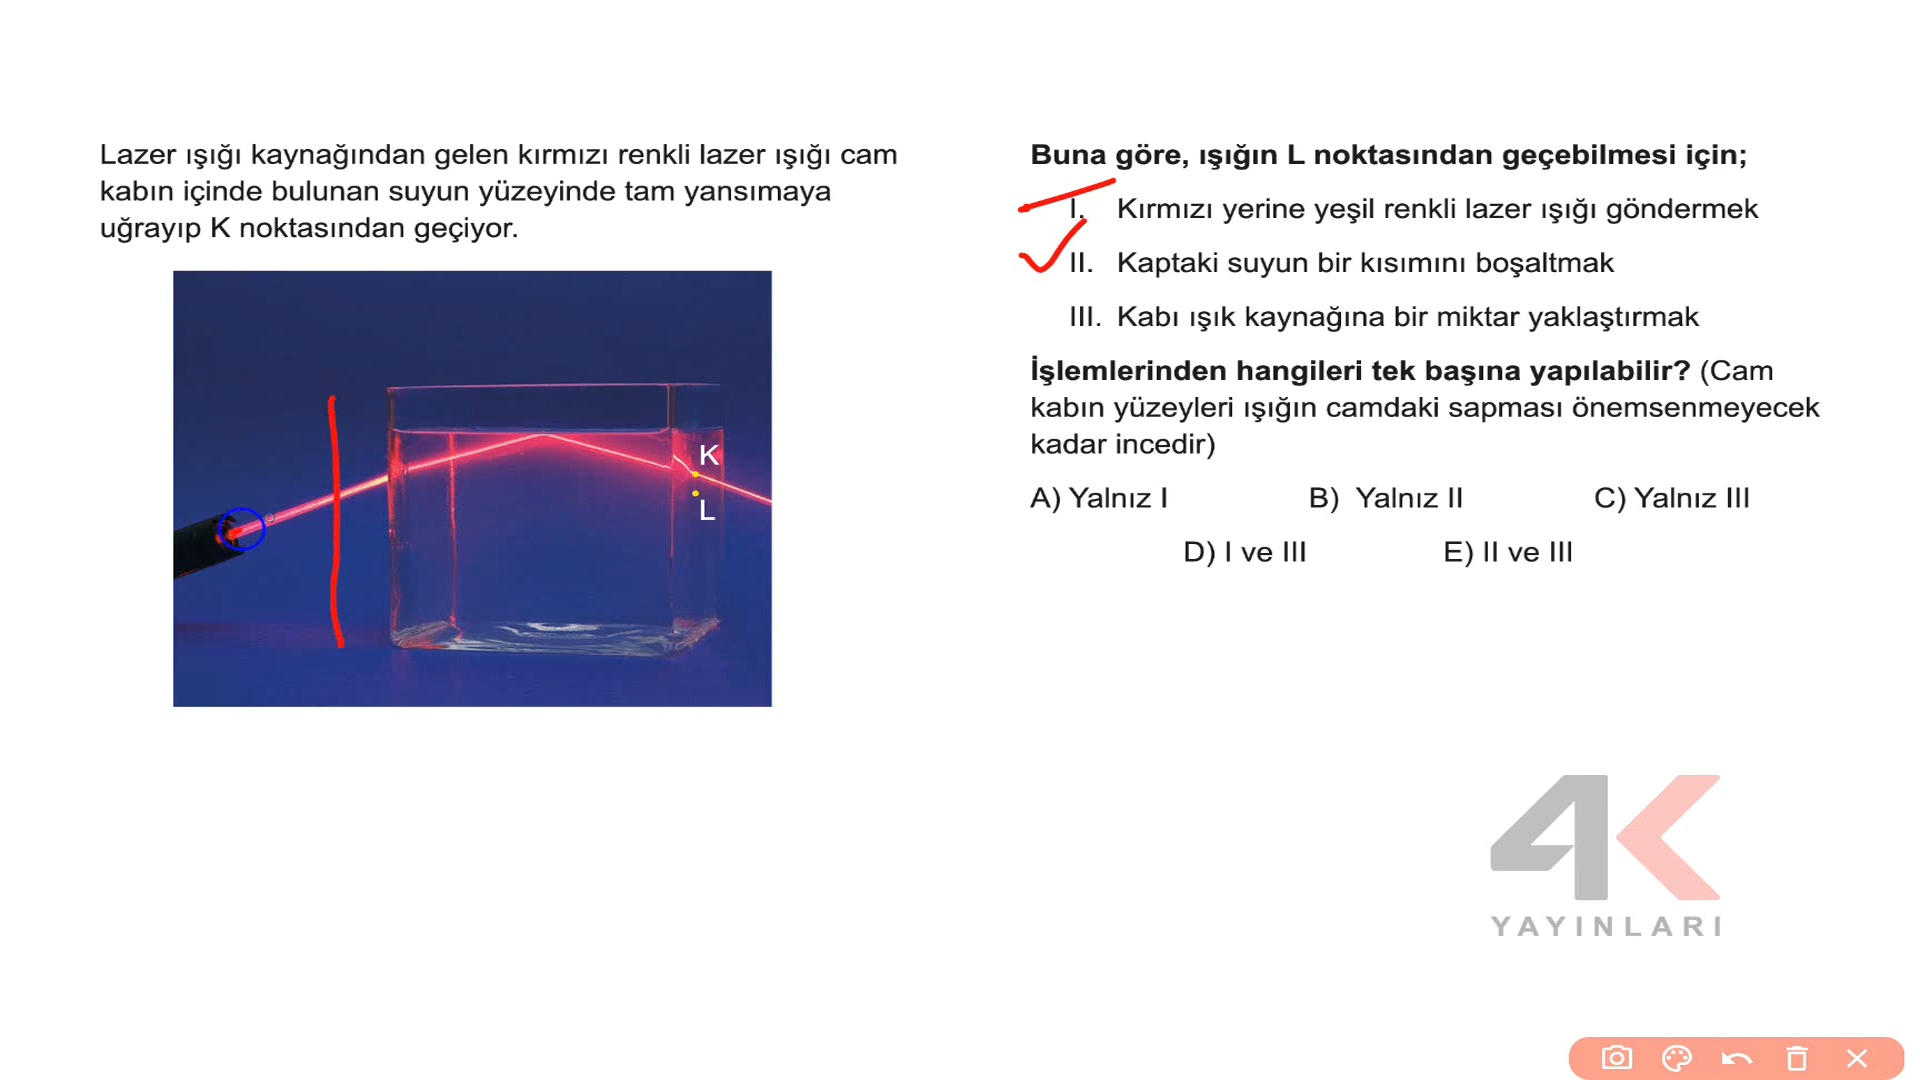 Lazer ışığı kaynağından gelen kırmızı renkli lazer ışığı cam
kabın içinde bulunan suyun yüzeyinde tam yansımaya
uğrayıp K noktasından geçiyor.
K
L
Buna göre, ışığın L noktasından geçebilmesi için;
I. Kırmızı yerine yeşil renkli lazer ışığı göndermek
II. Kaptaki suyun bir kısımını boşaltmak
III. Kabı ışık kaynağına bir miktar yaklaştırmak
İşlemlerinden hangileri tek başına yapılabilir? (Cam
kabın yüzeyleri ışığın camdaki sapması önemsenmeyecek
kadar incedir)
A) Yalnız I B) Yalnız II C) Yalnız III
D) I ve III E) II ve III
4K
YAYINLARI